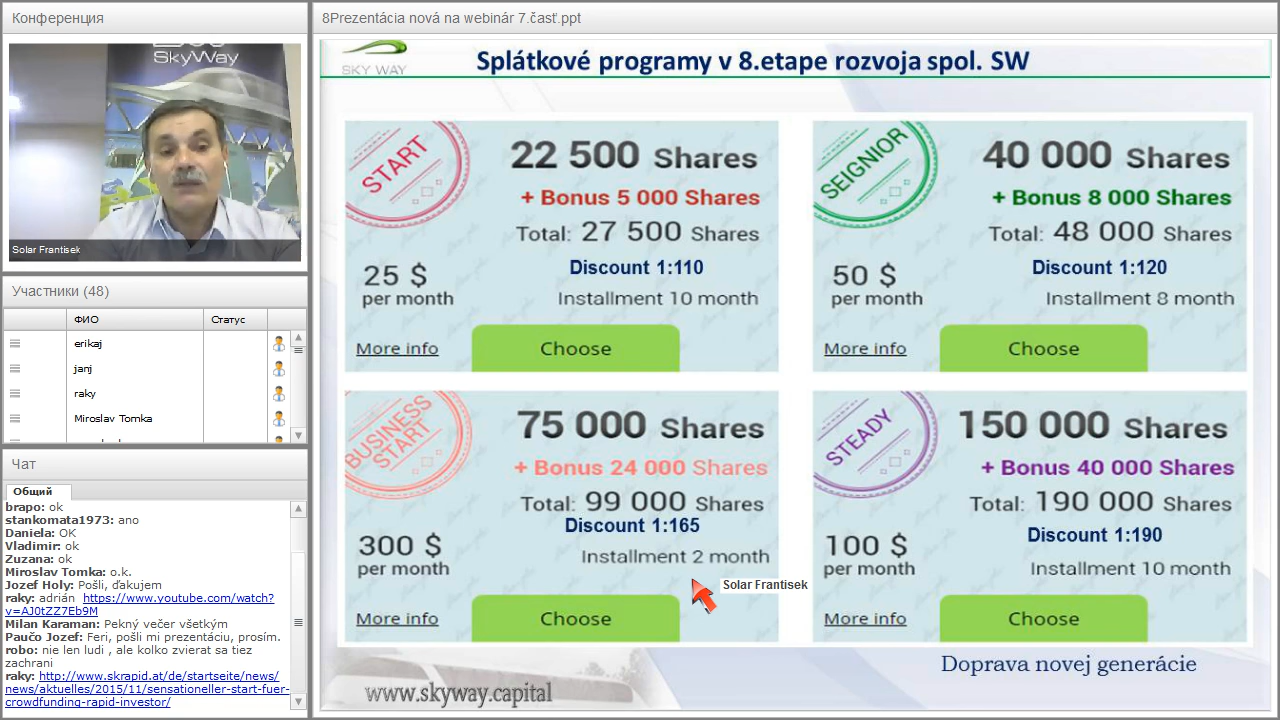 Конференция
SkyWay
Solar Frantisek
Участники (48)
ФИО
Статус
erikaj
janj
raky
Miroslav Tomka
Чат
Общий
brapo: ok
stankomata1973: ano
Daniela: OK
Vladimir: ok
Zuzana: ok
Miroslav Tomka: o.k.
Jozef Holy: Pošli, ďakujem
raky: adrián https://www.youtube.com/watch?
v=AJ0tZZ7Eb9M
Milan Karaman: Pekný večer všetkým
Paučo Jozef: Feri, pošli mi prezentáciu, prosím.
robo: nie len ludi , ale kolko zvierat sa tiez
zachrani
raky: http://www.skrapid.at/de/startseite/news/
news/aktuelles/2015/11/sensationeller-start-fuer-
crowdfunding-rapid-investor/
8Prezentácia nová na webinár 7.časť.ppt
SKY WAY
Splátkové programy v 8.etape rozvoja spol. SW
START
22 500 Shares
+ Bonus 5 000 Shares
Total: 27 500 Shares
Discount 1:110
25 $
per month
Installment 10 month
More info
Choose
SEIGNIOR
40 000 Shares
+ Bonus 8 000 Shares
Total: 48 000 Shares
Discount 1:120
50 $
per month
Installment 8 month
More info
Choose
BUSINESS
START
75 000 Shares
+ Bonus 24 000 Shares
Total: 99 000 Shares
Discount 1:165
300 $
per month
Installment 2 month
Solar Frantisek
More info
Choose
STEADY
150 000 Shares
+ Bonus 40 000 Shares
Total: 190 000 Shares
Discount 1:190
100 $
per month
Installment 10 month
More info
Choose
Doprava novej generácie
www.skyway.capital